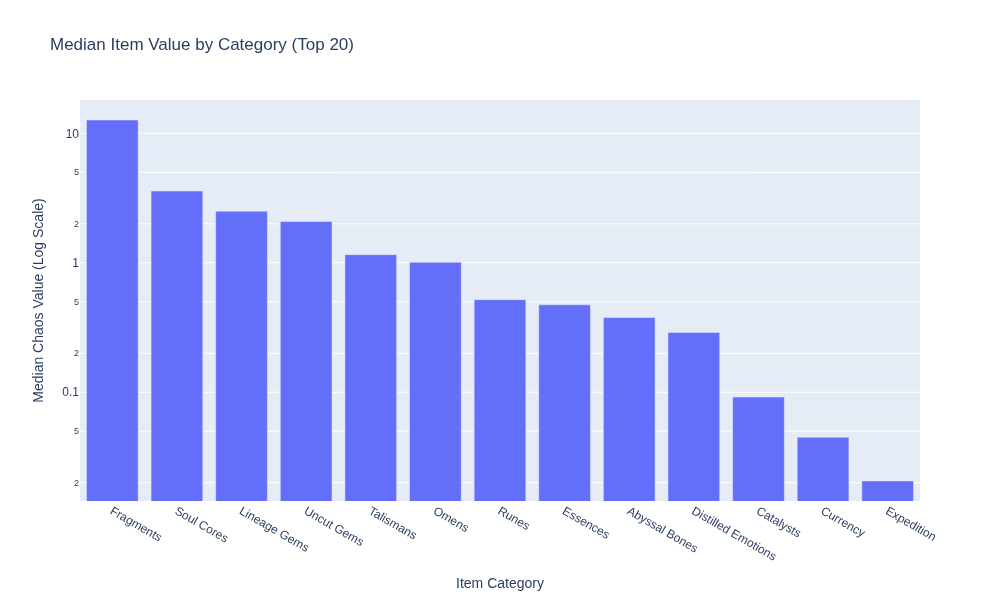 Median Item Value by Category (Top 20)
Median Chaos Value (Log Scale)
10
5
2
1
5
2
0.1
5
2
Fragments
Soul Cores
Lineage Gems
Uncut Gems
Talismans
Omens
Runes
Essences
Abyssal Bones
Distilled Emotions
Catalysts
Currency
Expedition
Item Category